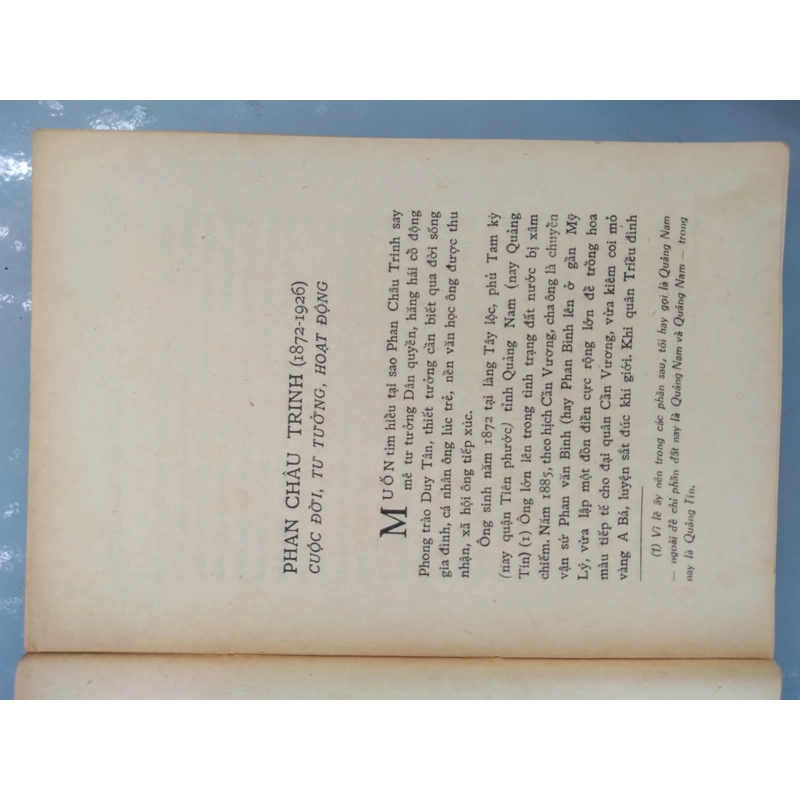 PHAN CHÂU TRINH (1872-1926)
CUỘC ĐỜI, TƯ TƯỞNG, HOẠT ĐỘNG
MUỐN tìm hiểu tại sao Phan Châu Trinh say
mê tư tưởng Dân quyền, hăng hái cổ động
Phong trào Duy Tân, thiết tưởng cần biết qua đời sống
gia đình, cá nhân ông lúc trẻ, nền văn học ông được thu
nhận, xã hội ông tiếp xúc.
Ông sinh năm 1872 tại làng Tây lộc, phủ Tam kỳ
(nay quận Tiên phước) tỉnh Quảng Nam (nay Quảng
Tín) (1) Ông lớn lên trong tình trạng đất nước bị xâm
chiếm. Năm 1885, theo hịch Cần Vương, cha ông là chuyển
vận sứ Phan văn Bình (hay Phan Bình lên ở gần Mỹ
Lý, vừa lập một đồn điền cực rộng lớn để trồng hoa
màu tiếp tế cho đại quân Cần Vương, vừa kiêm coi mỏ
vàng A Bá, luyện sắt đúc khí giới. Khi quân Triều đình
(1) Vì lẽ ấy nên trong các phần sau, tôi hay gọi là Quảng Nam
— ngoài để chỉ phần đất nay là Quảng Nam và Quảng Nam — trong
nay là Quảng Tín.